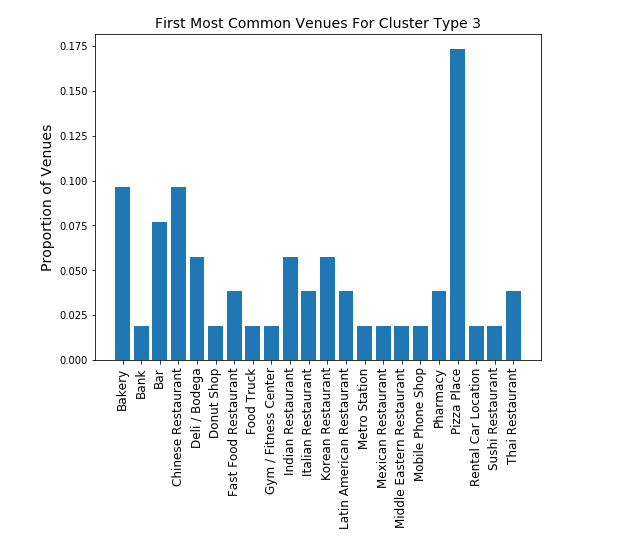 First Most Common Venues For Cluster Type 3
Proportion of Venues
0.175
0.150
0.125
0.100
0.075
0.050
0.025
0.000
Bakery
Bank
Bar
Chinese Restaurant
Deli / Bodega
Donut Shop
Fast Food Restaurant
Food Truck
Gym / Fitness Center
Indian Restaurant
Italian Restaurant
Korean Restaurant
Latin American Restaurant
Metro Station
Mexican Restaurant
Middle Eastern Restaurant
Mobile Phone Shop
Pharmacy
Pizza Place
Rental Car Location
Sushi Restaurant
Thai Restaurant